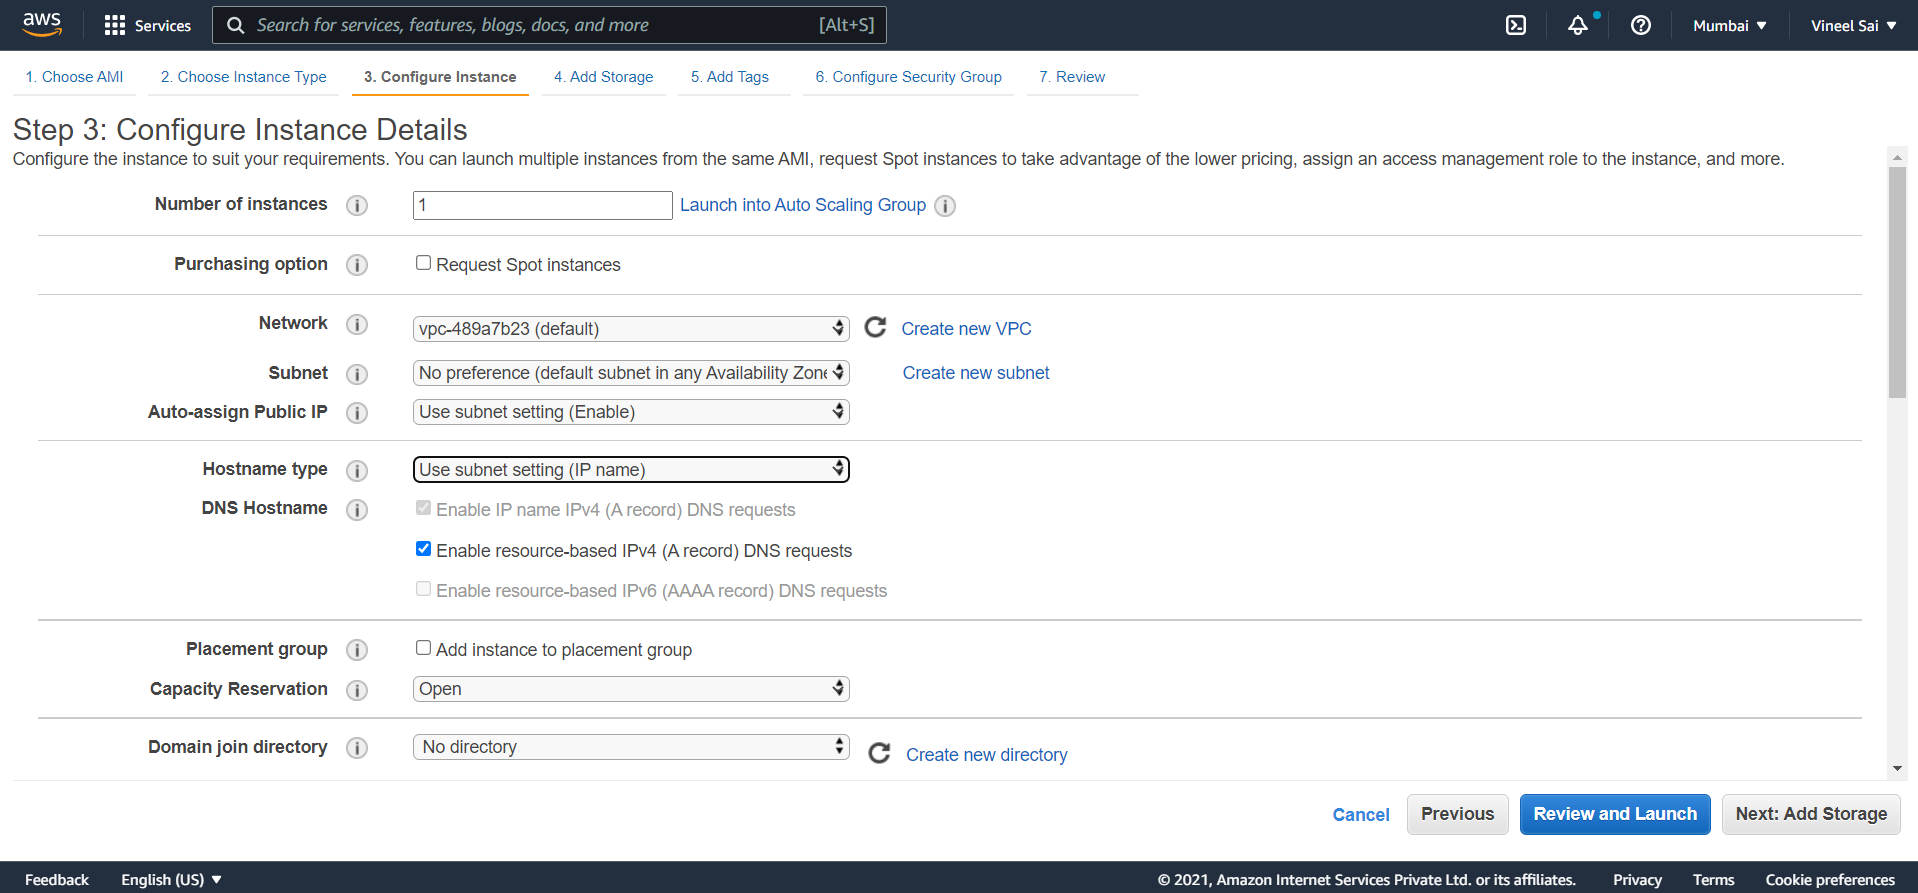 aws Services Search for services, features, blogs, docs, and more [Alt+S] Mumbai Vineel Sai
1. Choose AMI 2. Choose Instance Type 3. Configure Instance 4. Add Storage 5. Add Tags 6. Configure Security Group 7. Review
Step 3: Configure Instance Details
Configure the instance to suit your requirements. You can launch multiple instances from the same AMI, request Spot instances to take advantage of the lower pricing, assign an access management role to the instance, and more.
Number of instances 1 Launch into Auto Scaling Group
Purchasing option Request Spot instances
Network vpc-489a7b23 (default) Create new VPC
Subnet No preference (default subnet in any Availability Zone Create new subnet
Auto-assign Public IP Use subnet setting (Enable)
Hostname type Use subnet setting (IP name)
DNS Hostname Enable IP name IPv4 (A record) DNS requests
Enable resource-based IPv4 (A record) DNS requests
Enable resource-based IPv6 (AAAA record) DNS requests
Placement group Add instance to placement group
Capacity Reservation Open
Domain join directory No directory Create new directory
Cancel Previous Review and Launch Next: Add Storage
Feedback English (US) © 2021, Amazon Internet Services Private Ltd. or its affiliates. Privacy Terms Cookie preferences